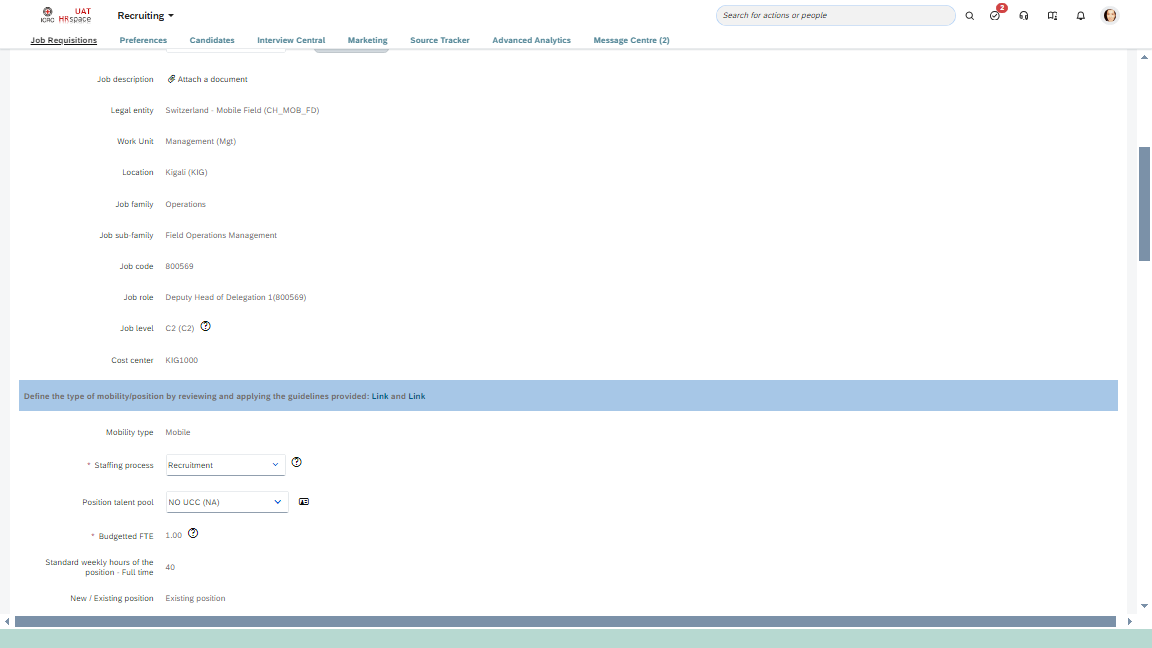 UAT
ICRC HRspace
Recruiting
Search for actions or people
2
Job Requisitions Preferences Candidates Interview Central Marketing Source Tracker Advanced Analytics Message Centre (2)
Job description Attach a document
Legal entity Switzerland - Mobile Field (CH_MOB_FD)
Work Unit Management (Mgt)
Location Kigali (KIG)
Job family Operations
Job sub-family Field Operations Management
Job code 800569
Job role Deputy Head of Delegation 1(800569)
Job level C2 (C2) ?
Cost center KIG1000
Define the type of mobility/position by reviewing and applying the guidelines provided: Link and Link
Mobility type Mobile
* Staffing process Recruitment ?
Position talent pool NO UCC (NA)
* Budgetted FTE 1.00 ?
Standard weekly hours of the
position - Full time 40
New / Existing position Existing position